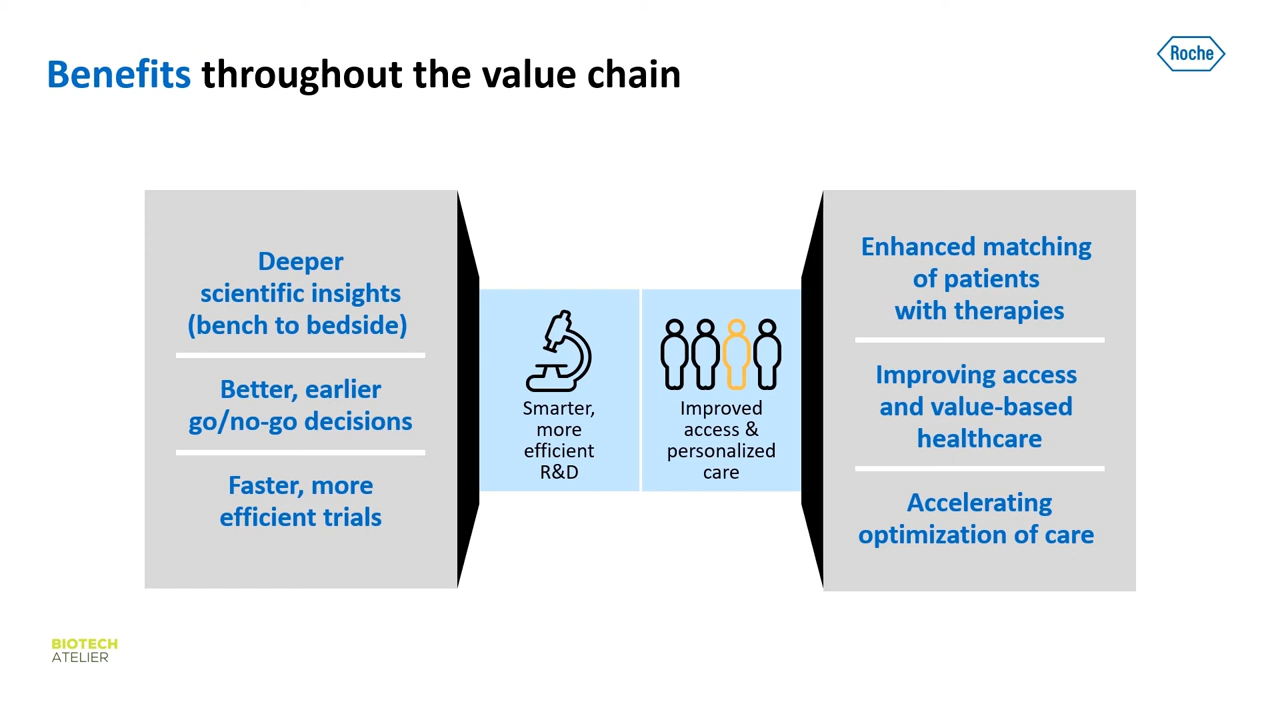 Benefits throughout the value chain
Roche
Deeper
scientific insights
(bench to bedside)
Better, earlier
go/no-go decisions
Faster, more
efficient trials
Smarter,
more
efficient
R&D
Improved
access &
personalized
care
Enhanced matching
of patients
with therapies
Improving access
and value-based
healthcare
Accelerating
optimization of care
BIOTECH
ATELIER